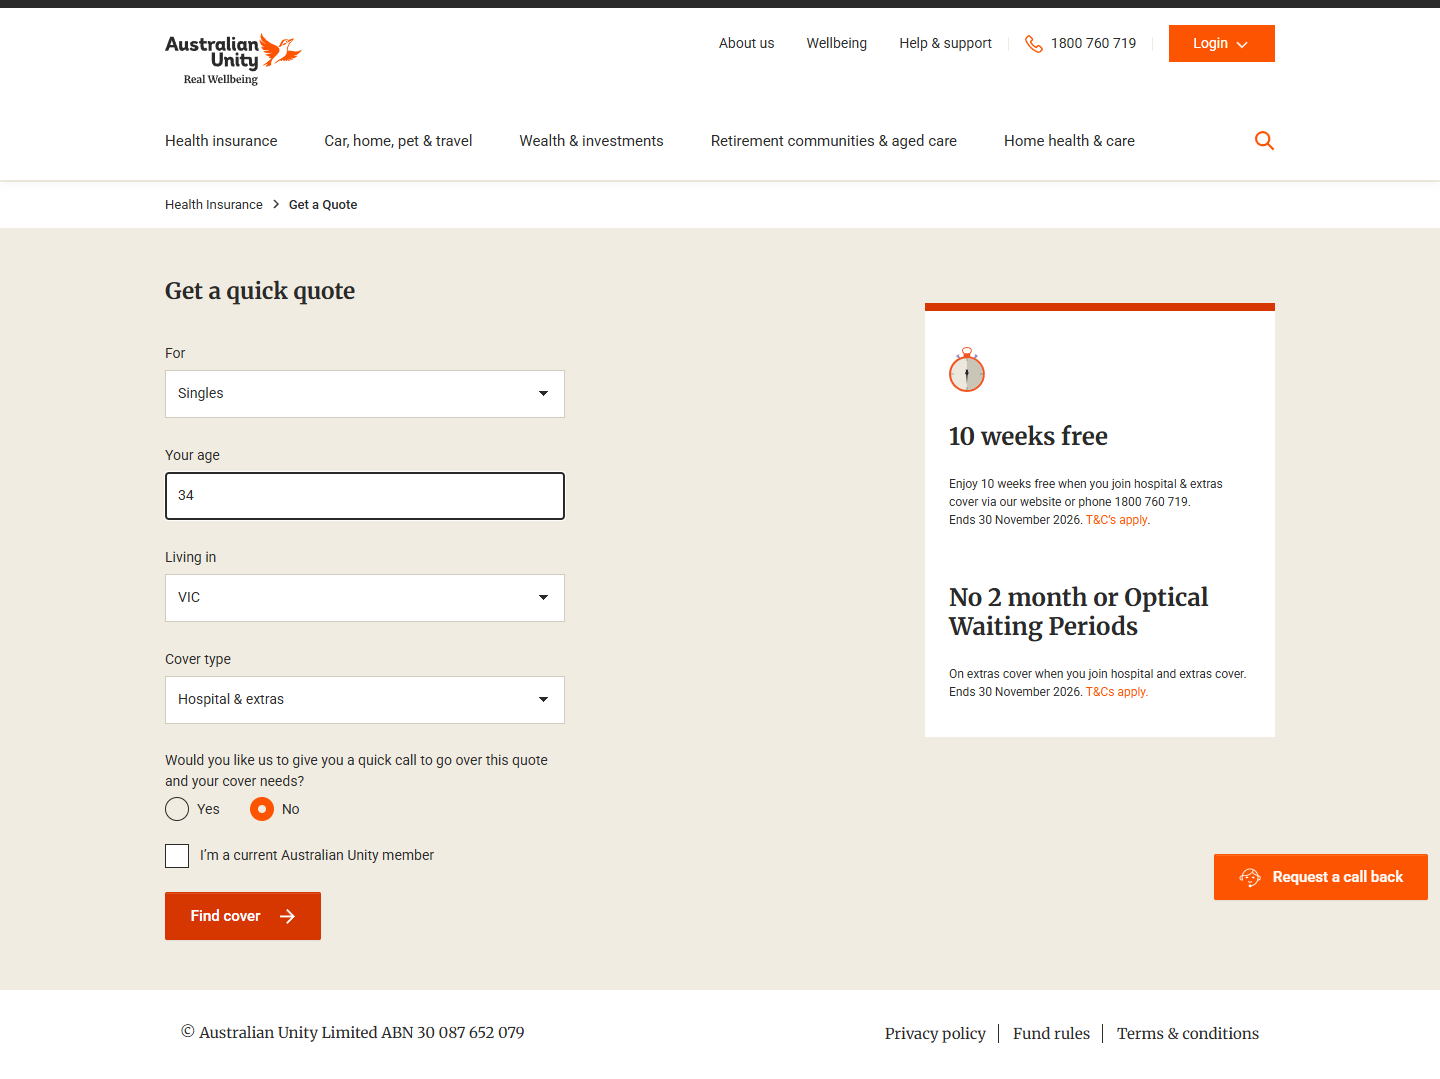 Australian
Unity
Real Wellbeing
About us
Wellbeing
Help & support
1800 760 719
Login
Health insurance
Car, home, pet & travel
Wealth & investments
Retirement communities & aged care
Home health & care
Health Insurance
Get a Quote
Get a quick quote
For
Singles
Your age
34
Living in
VIC
Cover type
Hospital & extras
Would you like us to give you a quick call to go over this quote
and your cover needs?
Yes
No
I’m a current Australian Unity member
Find cover
10 weeks free
Enjoy 10 weeks free when you join hospital & extras
cover via our website or phone 1800 760 719.
Ends 30 November 2026. T&C’s apply.
No 2 month or Optical
Waiting Periods
On extras cover when you join hospital and extras cover.
Ends 30 November 2026. T&Cs apply.
Request a call back
© Australian Unity Limited ABN 30 087 652 079
Privacy policy
Fund rules
Terms & conditions